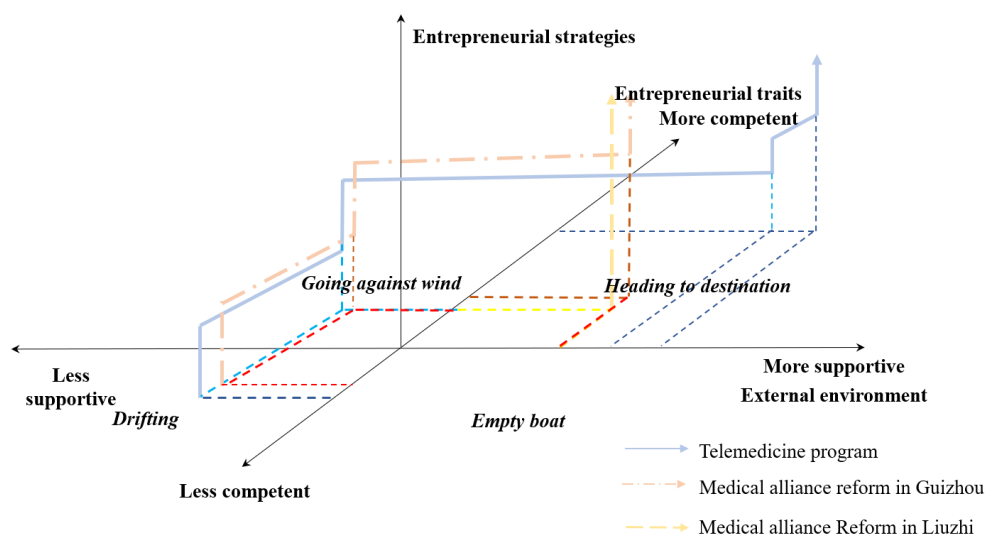 Entrepreneurial strategies
Entrepreneurial traits
More competent
Going against wind
Heading to destination
Less
supportive
More supportive
External environment
Drifting
Empty boat
Less competent
Telemedicine program
Medical alliance reform in Guizhou
Medical alliance Reform in Liuzhi